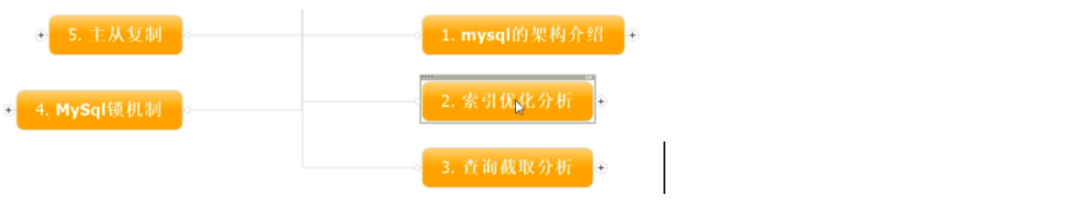 5. 主从复制
1. mysql的架构介绍
4. MySql锁机制
2. 索引优化分析
3. 查询截取分析